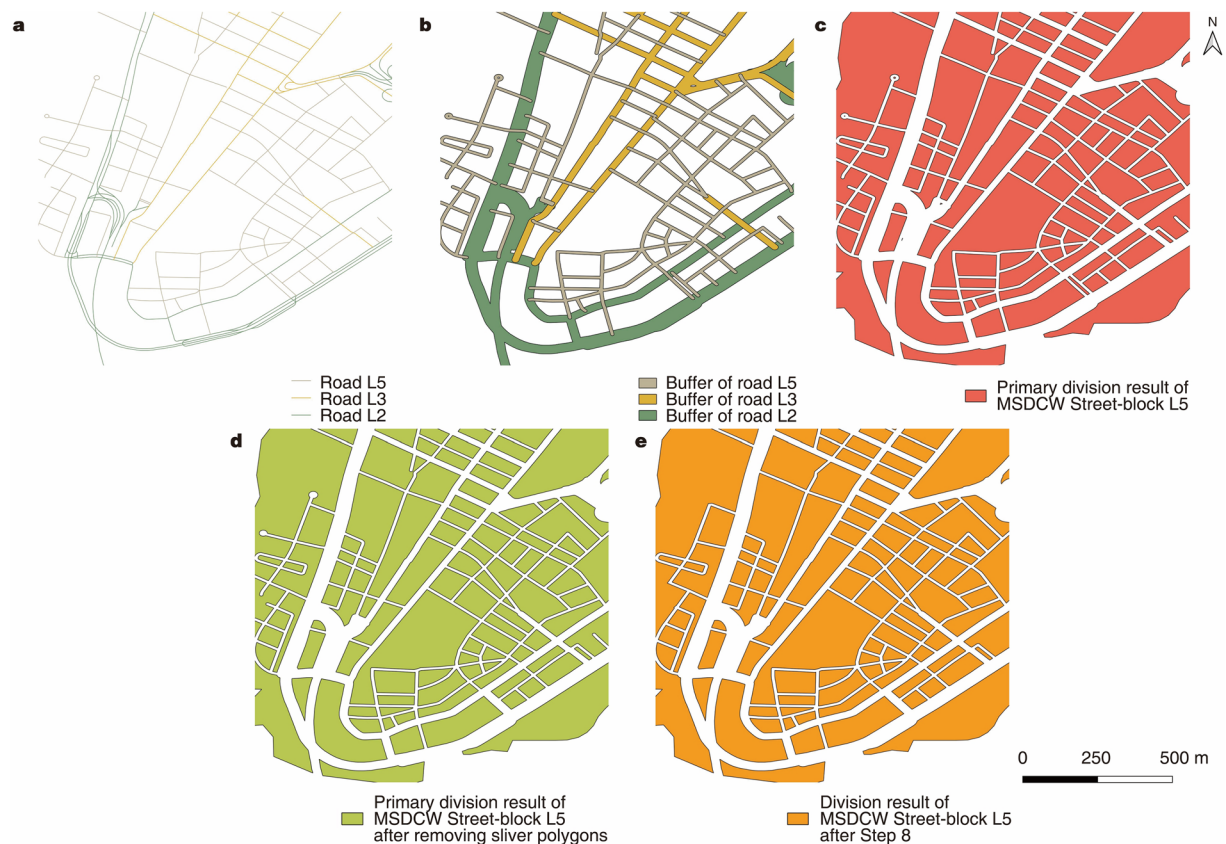 a
b
c
N
Road L5
Road L3
Road L2
Buffer of road L5
Buffer of road L3
Buffer of road L2
Primary division result of
MSDCW Street-block L5
d
e
0 250 500 m
Primary division result of
MSDCW Street-block L5
after removing sliver polygons
Division result of
MSDCW Street-block L5
after Step 8